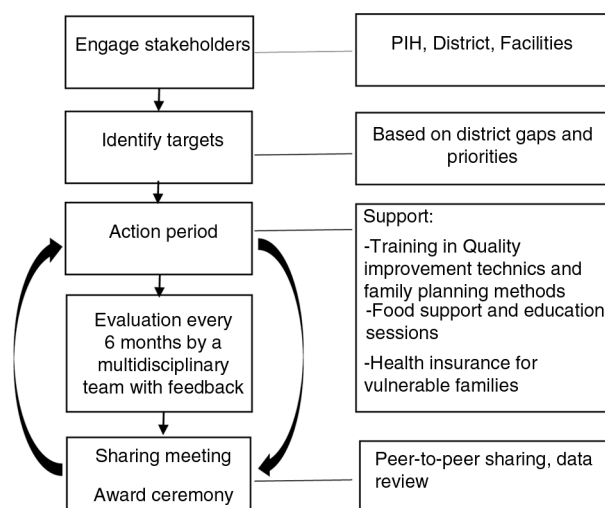 Engage stakeholders
PIH, District, Facilities
Identify targets
Based on district gaps and
priorities
Action period
Support:
-Training in Quality
improvement technics and
family planning methods
-Food support and education
sessions
-Health insurance for
vulnerable families
Evaluation every
6 months by a
multidisciplinary
team with feedback
Sharing meeting
Award ceremony
Peer-to-peer sharing, data
review